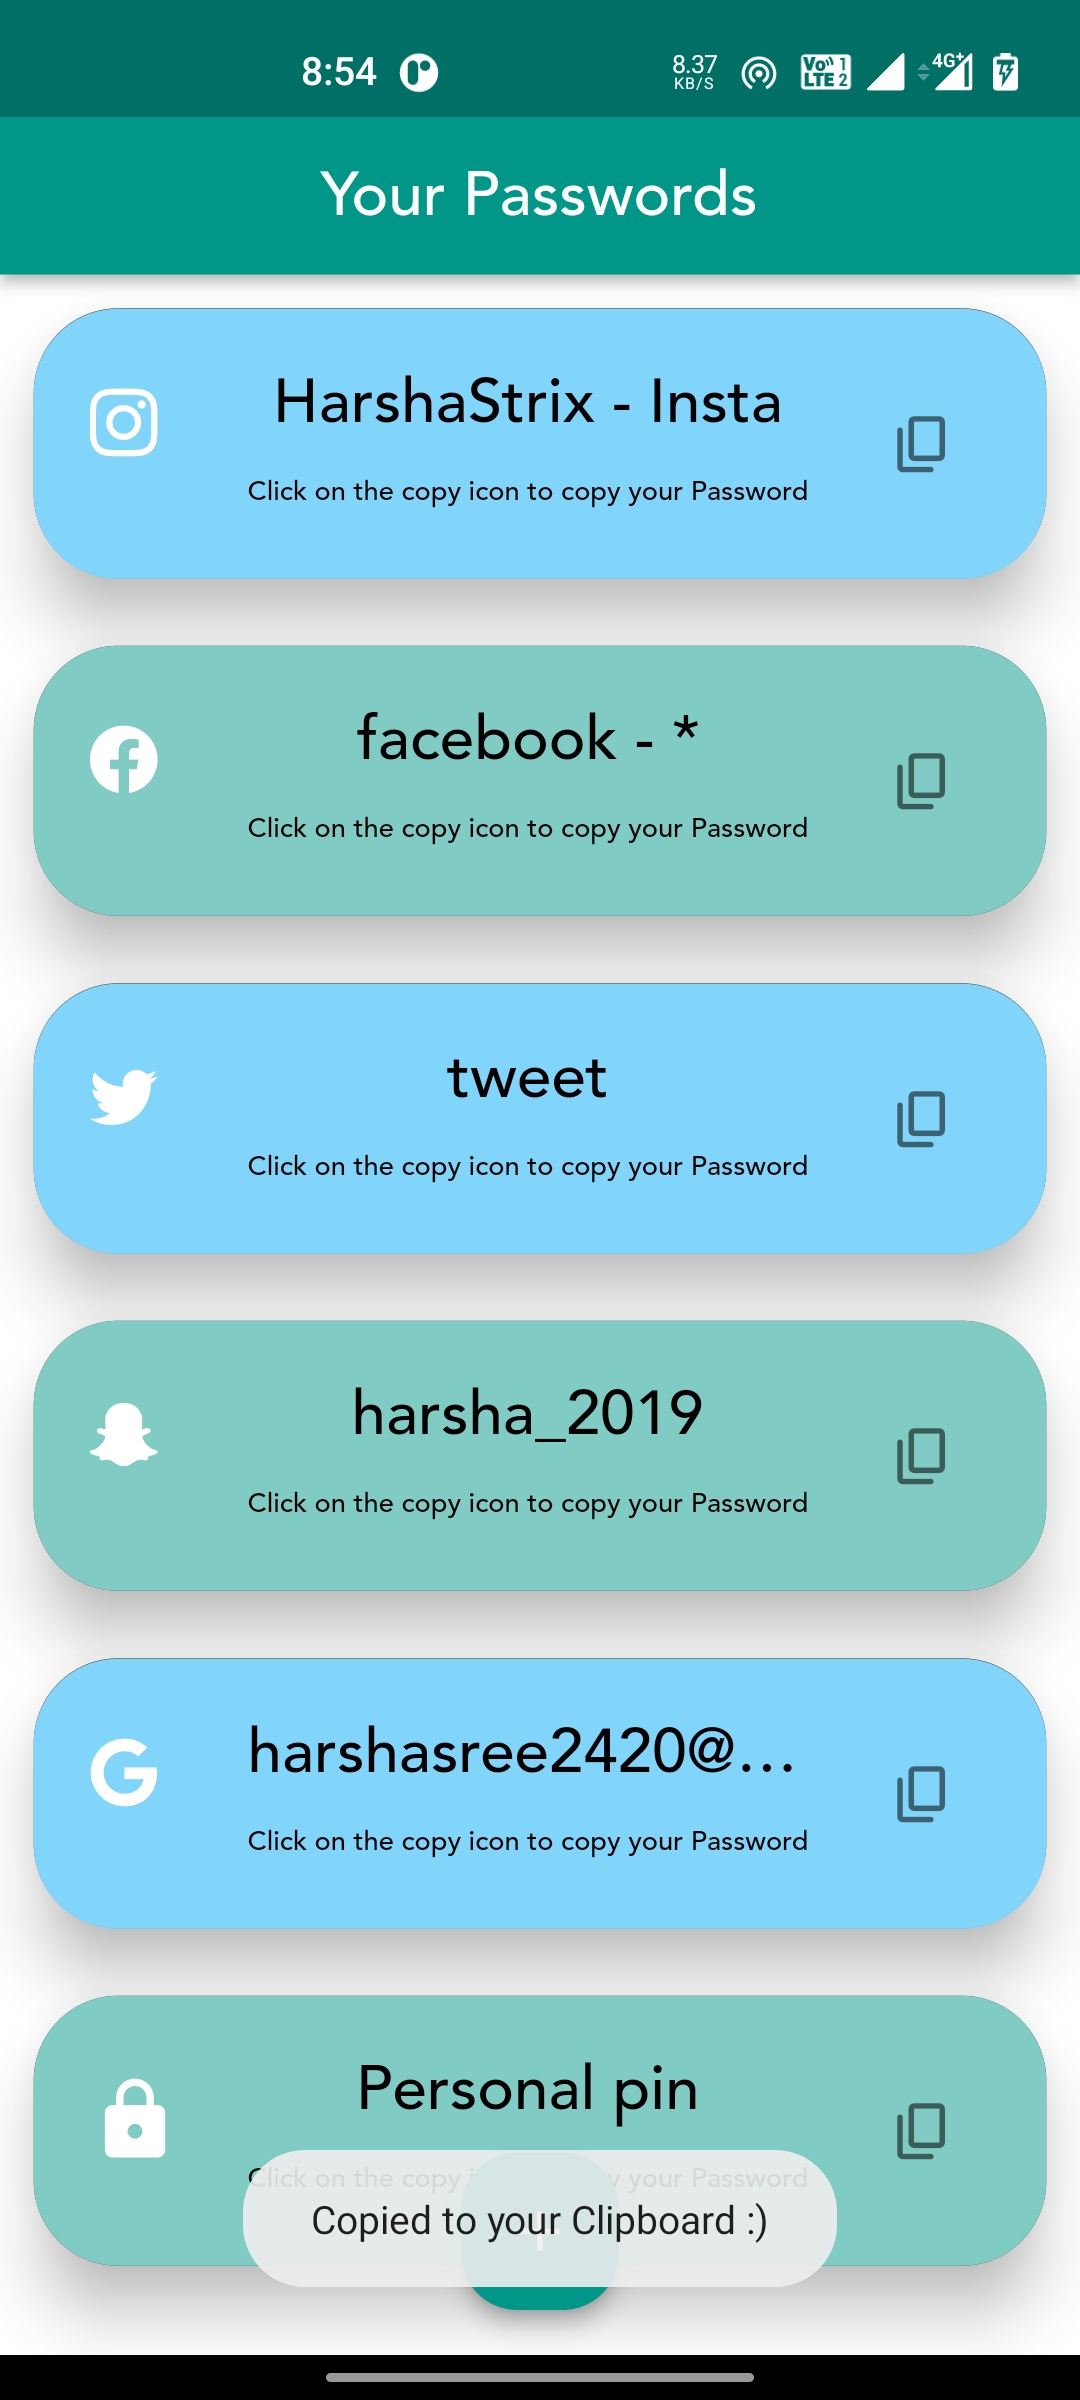 8:54
8.37
KB/S
Vo 1
LTE 2
4G+
Your Passwords
HarshaStrix - Insta
Click on the copy icon to copy your Password
facebook - *
Click on the copy icon to copy your Password
tweet
Click on the copy icon to copy your Password
harsha_2019
Click on the copy icon to copy your Password
harshasree2420@...
Click on the copy icon to copy your Password
Personal pin
Click on the copy your Password
Copied to your Clipboard :)